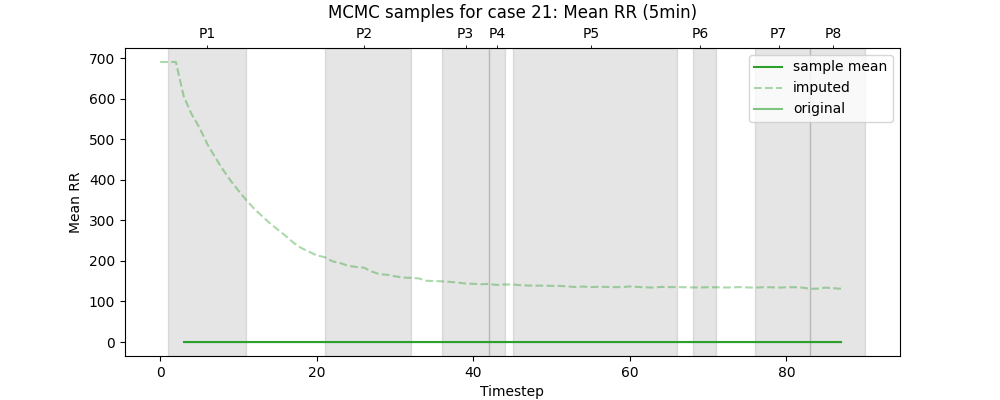 MCMC samples for case 21: Mean RR (5min)
P1 P2 P3 P4 P5 P6 P7 P8
700
600
500
400
300
200
100
0
Mean RR
sample mean
imputed
original
0 20 40 60 80
Timestep